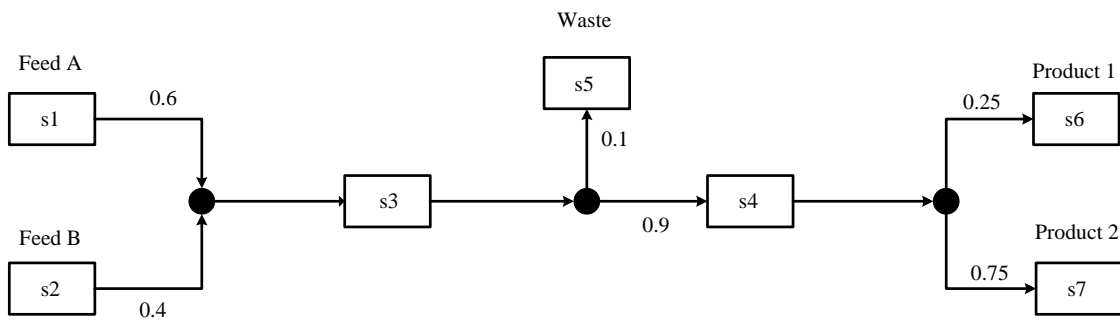 Waste
Feed A
Product 1
s5
0.6
0.25
s1
s6
0.1
s3
s4
0.9
Feed B
Product 2
0.75
s2
s7
0.4